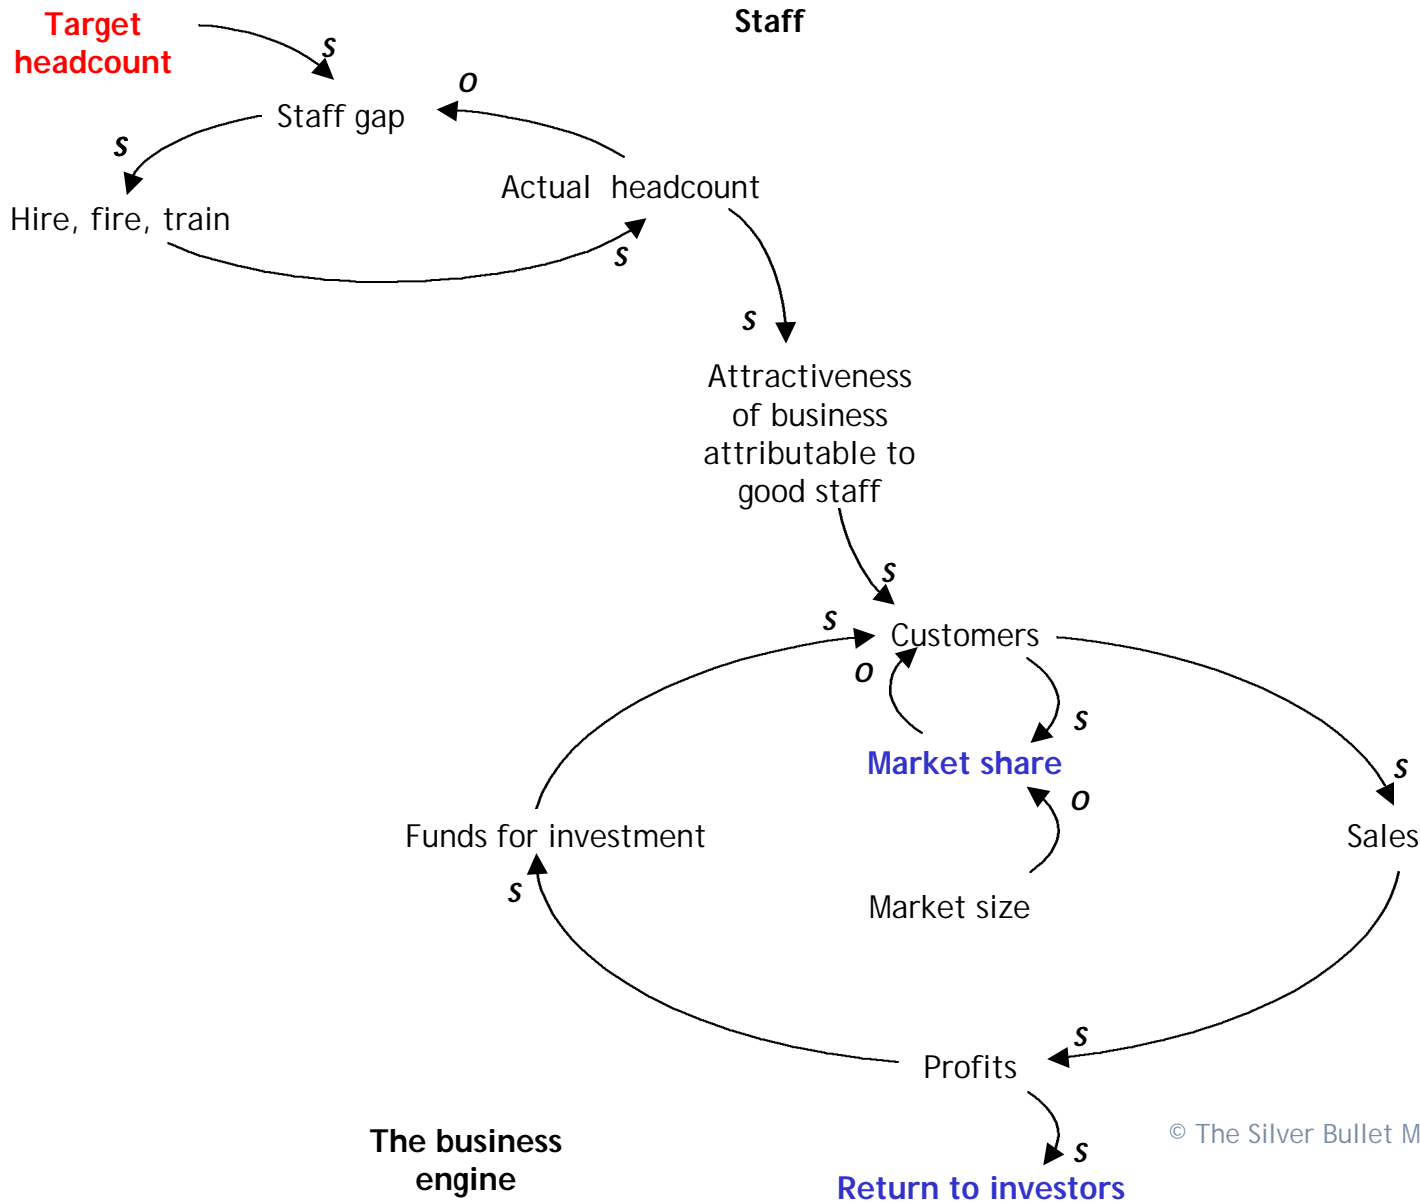 Target
headcount
Staff
S
O
Staff gap
S
Actual headcount
Hire, fire, train
S
S
Attractiveness
of business
attributable to
good staff
S
S
Customers
O
S
Market share
S
O
Funds for investment
Sales
S
Market size
S
Profits
The business
engine
© The Silver Bullet M
S
Return to investors